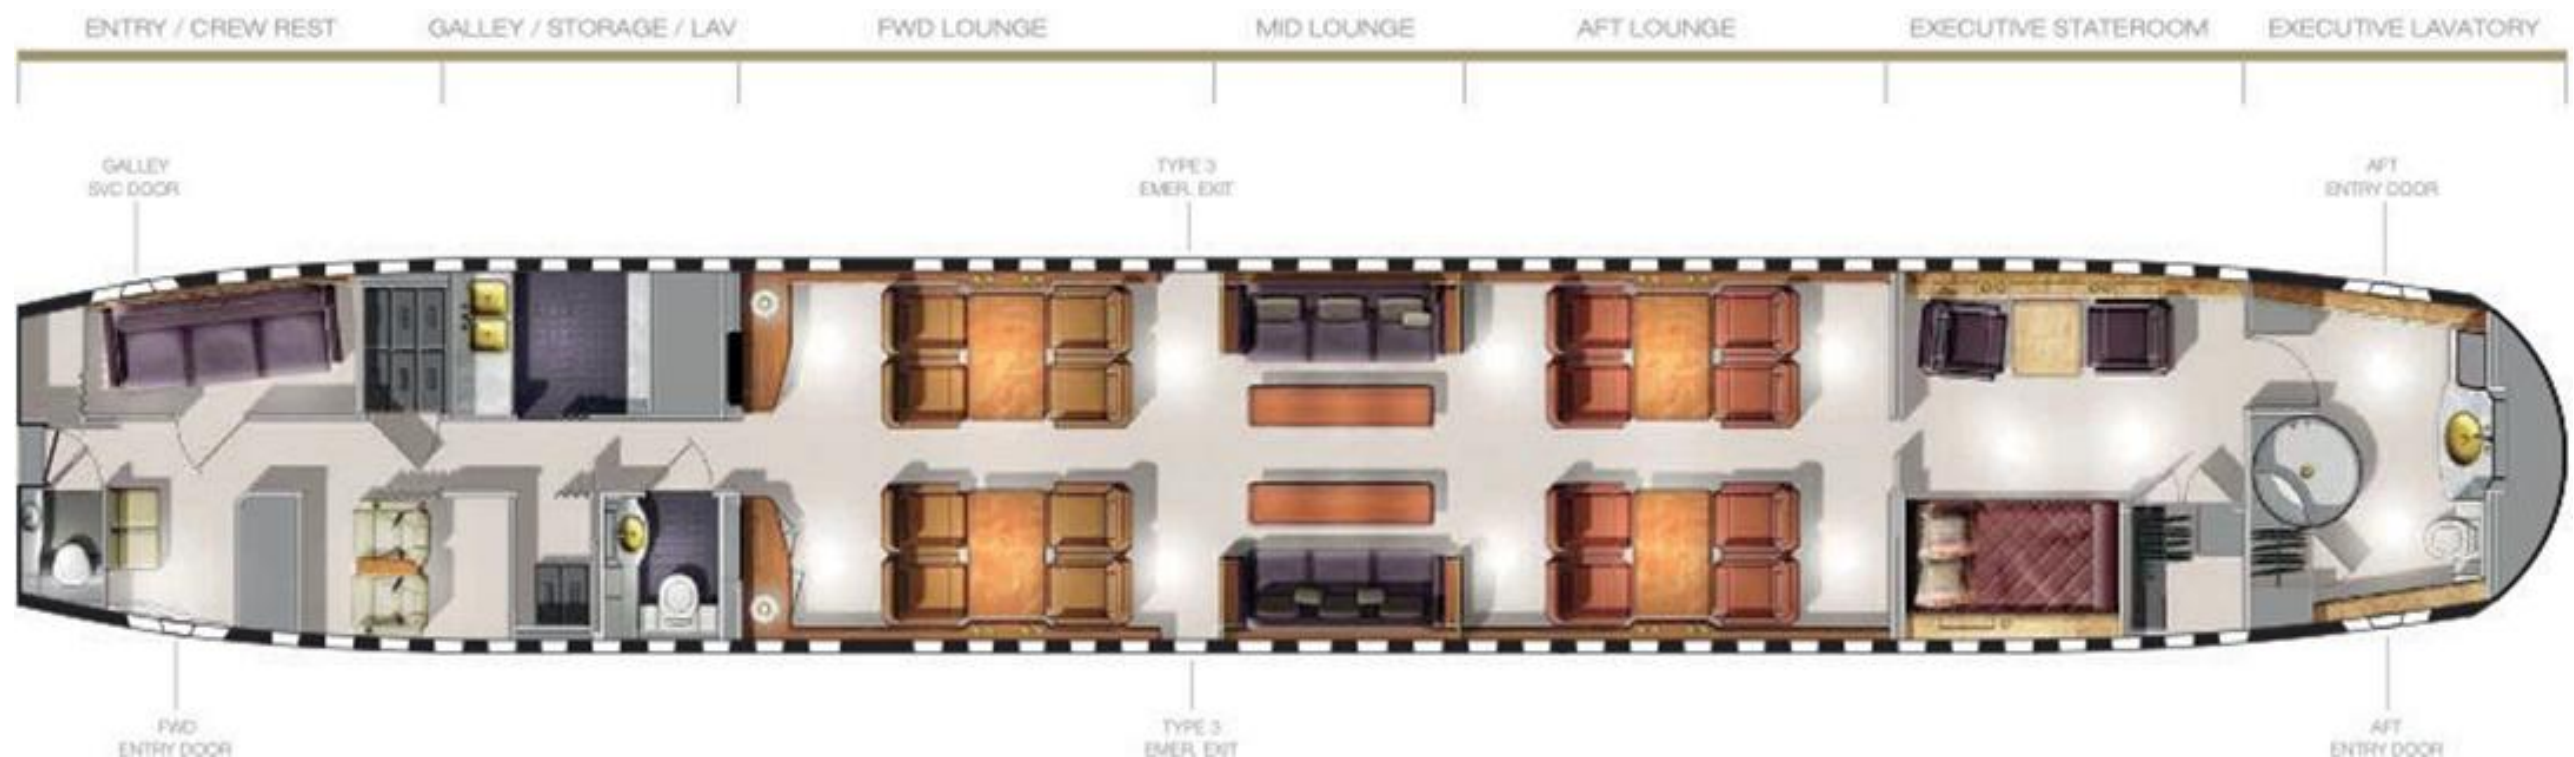 ENTRY / CREW REST
GALLEY / STORAGE / LAV
FWD LOUNGE
MID LOUNGE
AFT LOUNGE
EXECUTIVE STATEROOM
EXECUTIVE LAVATORY
GALLEY
SVC DOOR
TYPE 3
EMER. EXIT
AFT
ENTRY DOOR
FWD
ENTRY DOOR
TYPE 3
EMER. EXIT
AFT
ENTRY DOOR